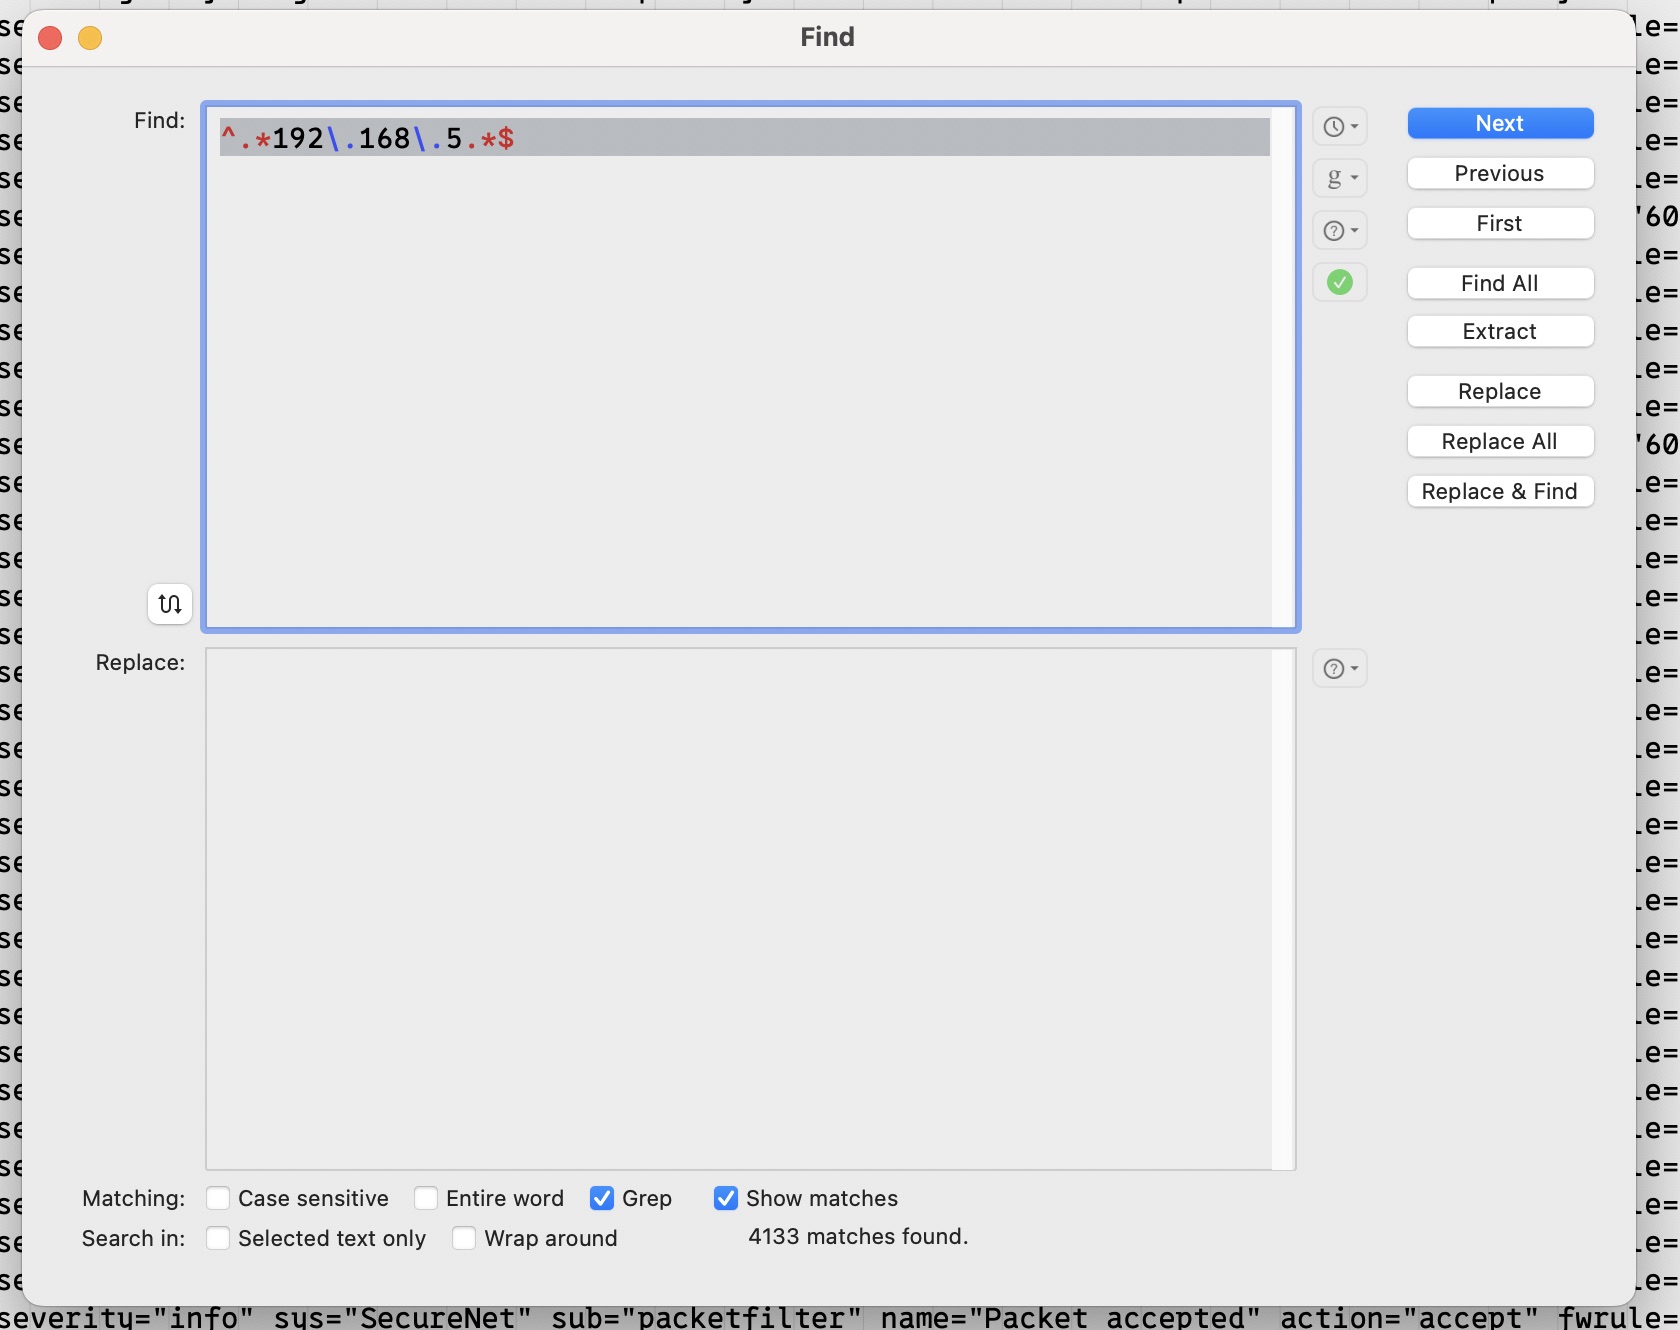 Find
Find:
^.*192\.168\.5.*$
g
?
Next
Previous
First
Find All
Extract
Replace
Replace All
Replace & Find
Replace:
?
Matching: Case sensitive Entire word Grep Show matches
Search in: Selected text only Wrap around 4133 matches found.
severity="info" sys="SecureNet" sub="packetfilter" name="Packet accepted" action="accept" fwrule=